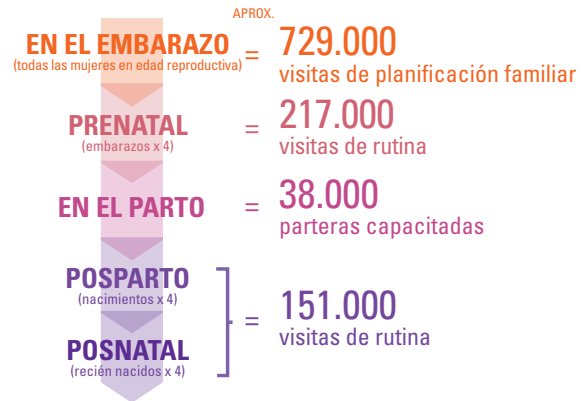 APROX.
EN EL EMBARAZO = 729.000
(todas las mujeres en edad reproductiva)
visitas de planificación familiar
PRENATAL = 217.000
(embarazos x 4)
visitas de rutina
EN EL PARTO = 38.000
parteras capacitadas
POSPARTO
(nacimientos x 4)
= 151.000
visitas de rutina
POSNATAL
(recién nacidos x 4)